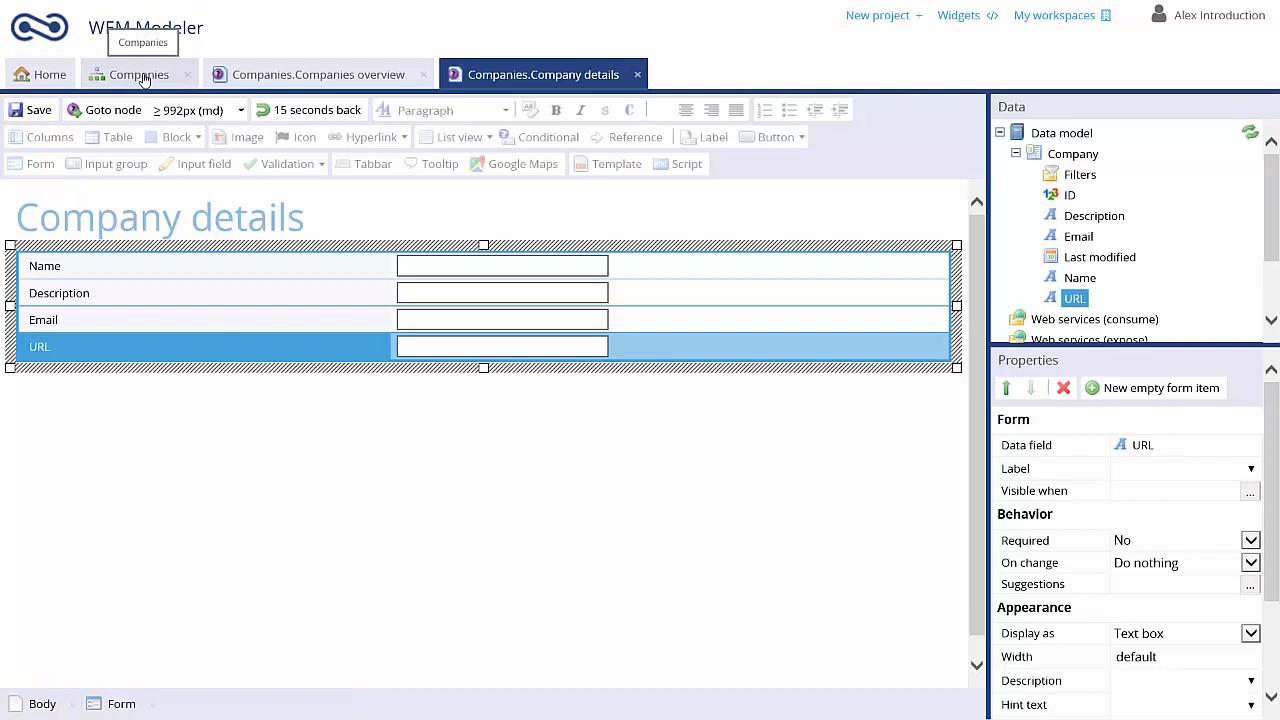 WEM Modeler
New project +
Widgets </>
My workspaces
Alex Introduction
Companies
Home
Companies ×
Companies.Companies overview ×
Companies.Company details ×
Save
Goto node
≥ 992px (md)
15 seconds back
Paragraph
B I S C
Columns
Table
Block
Image
Icon
Hyperlink
List view
Conditional
Reference
Label
Button
Form
Input group
Input field
Validation
Tabbar
Tooltip
Google Maps
Template
Script
Company details
Name
Description
Email
URL
Body
Form
Data
Data model
Company
Filters
ID
Description
Email
Last modified
Name
URL
Web services (consume)
Web services (expose)
Properties
New empty form item
Form
Data field URL
Label
Visible when ...
Behavior
Required No
On change Do nothing
Suggestions ...
Appearance
Display as Text box
Width default
Description
Hint text